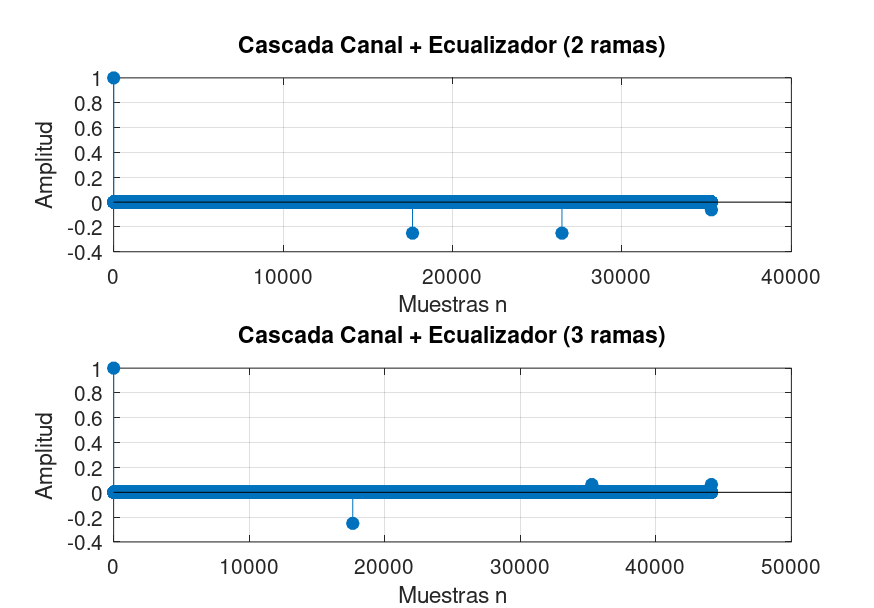 Cascada Canal + Ecualizador (2 ramas)
1
0.8
0.6
0.4
0.2
0
-0.2
-0.4
Amplitud
0 10000 20000 30000 40000
Muestras n
Cascada Canal + Ecualizador (3 ramas)
1
0.8
0.6
0.4
0.2
0
-0.2
-0.4
Amplitud
0 10000 20000 30000 40000 50000
Muestras n